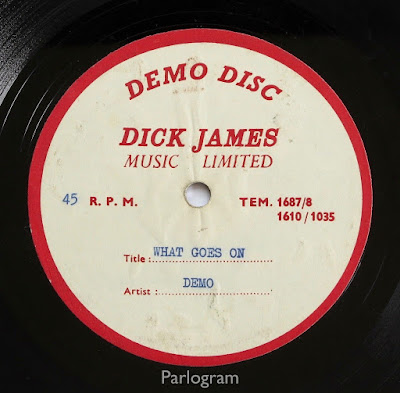 DEMO DISC
DICK JAMES
MUSIC LIMITED
45 R. P. M. TEM. 1687/8
1610/1035
WHAT GOES ON
Title :..............................
DEMO
Artist :..............................
Parlogram